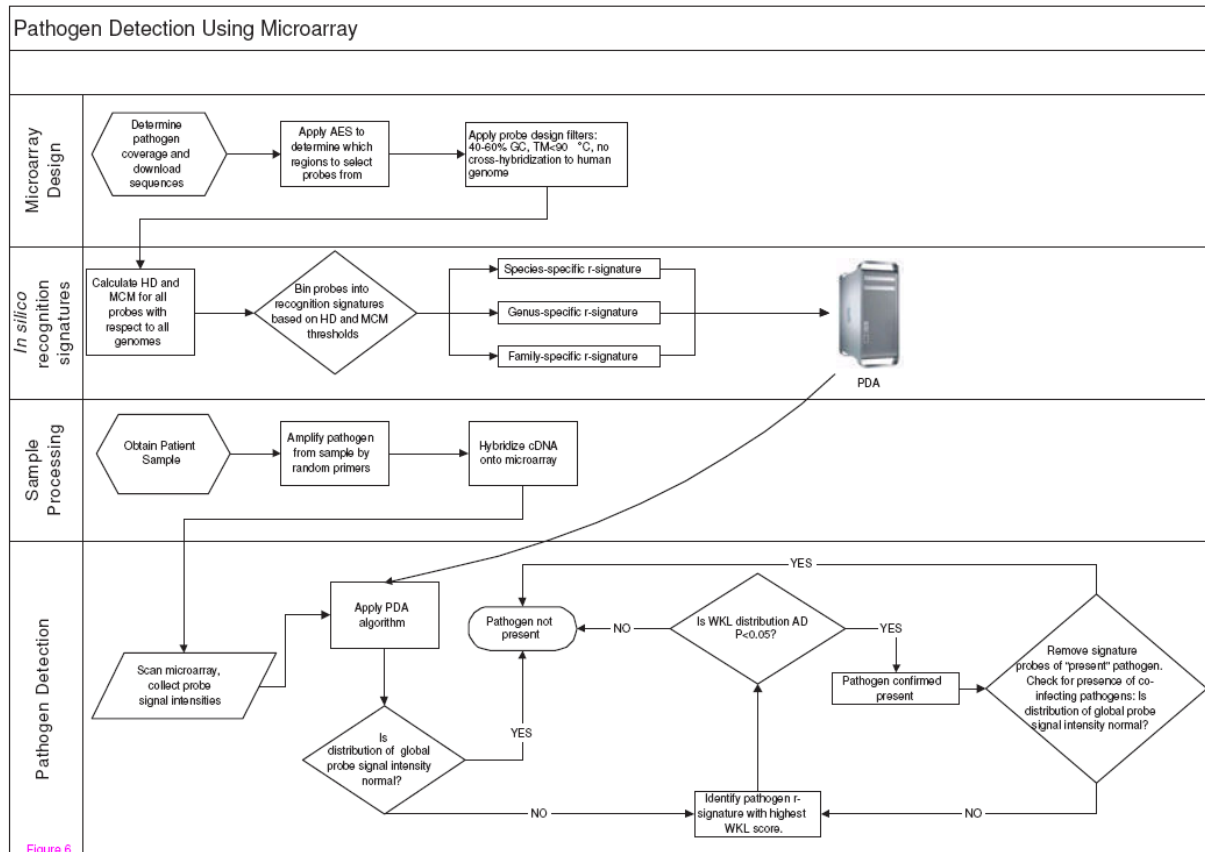 Pathogen Detection Using Microarray
Microarray
Design
Determine
pathogen
coverage and
download
sequences
Apply AES to
determine which
regions to select
probes from
Apply probe design filters:
40-60% GC, TM<90 °C, no
cross-hybridization to human
genome
In silico
recognition
signatures
Calculate HD and
MCM for all
probes with
respect to all
genomes
Bin probes into
recognition signatures
based on HD and MCM
thresholds
Species-specific r-signature
Genus-specific r-signature
Family-specific r-signature
PDA
Sample
Processing
Obtain Patient
Sample
Amplify pathogen
from sample by
random primers
Hybridize cDNA
onto microarray
Pathogen Detection
Scan microarray,
collect probe
signal intensities
Apply PDA
algorithm
Is
distribution of global
probe signal intensity
normal?
YES
NO
Pathogen not
present
Identify pathogen r-
signature with highest
WKL score.
Is WKL distribution AD
P<0.05?
NO
YES
Pathogen confirmed
present
Remove signature
probes of "present" pathogen.
Check for presence of co-
infecting pathogens: Is
distribution of global probe
signal intensity normal?
YES
NO
Figure 6